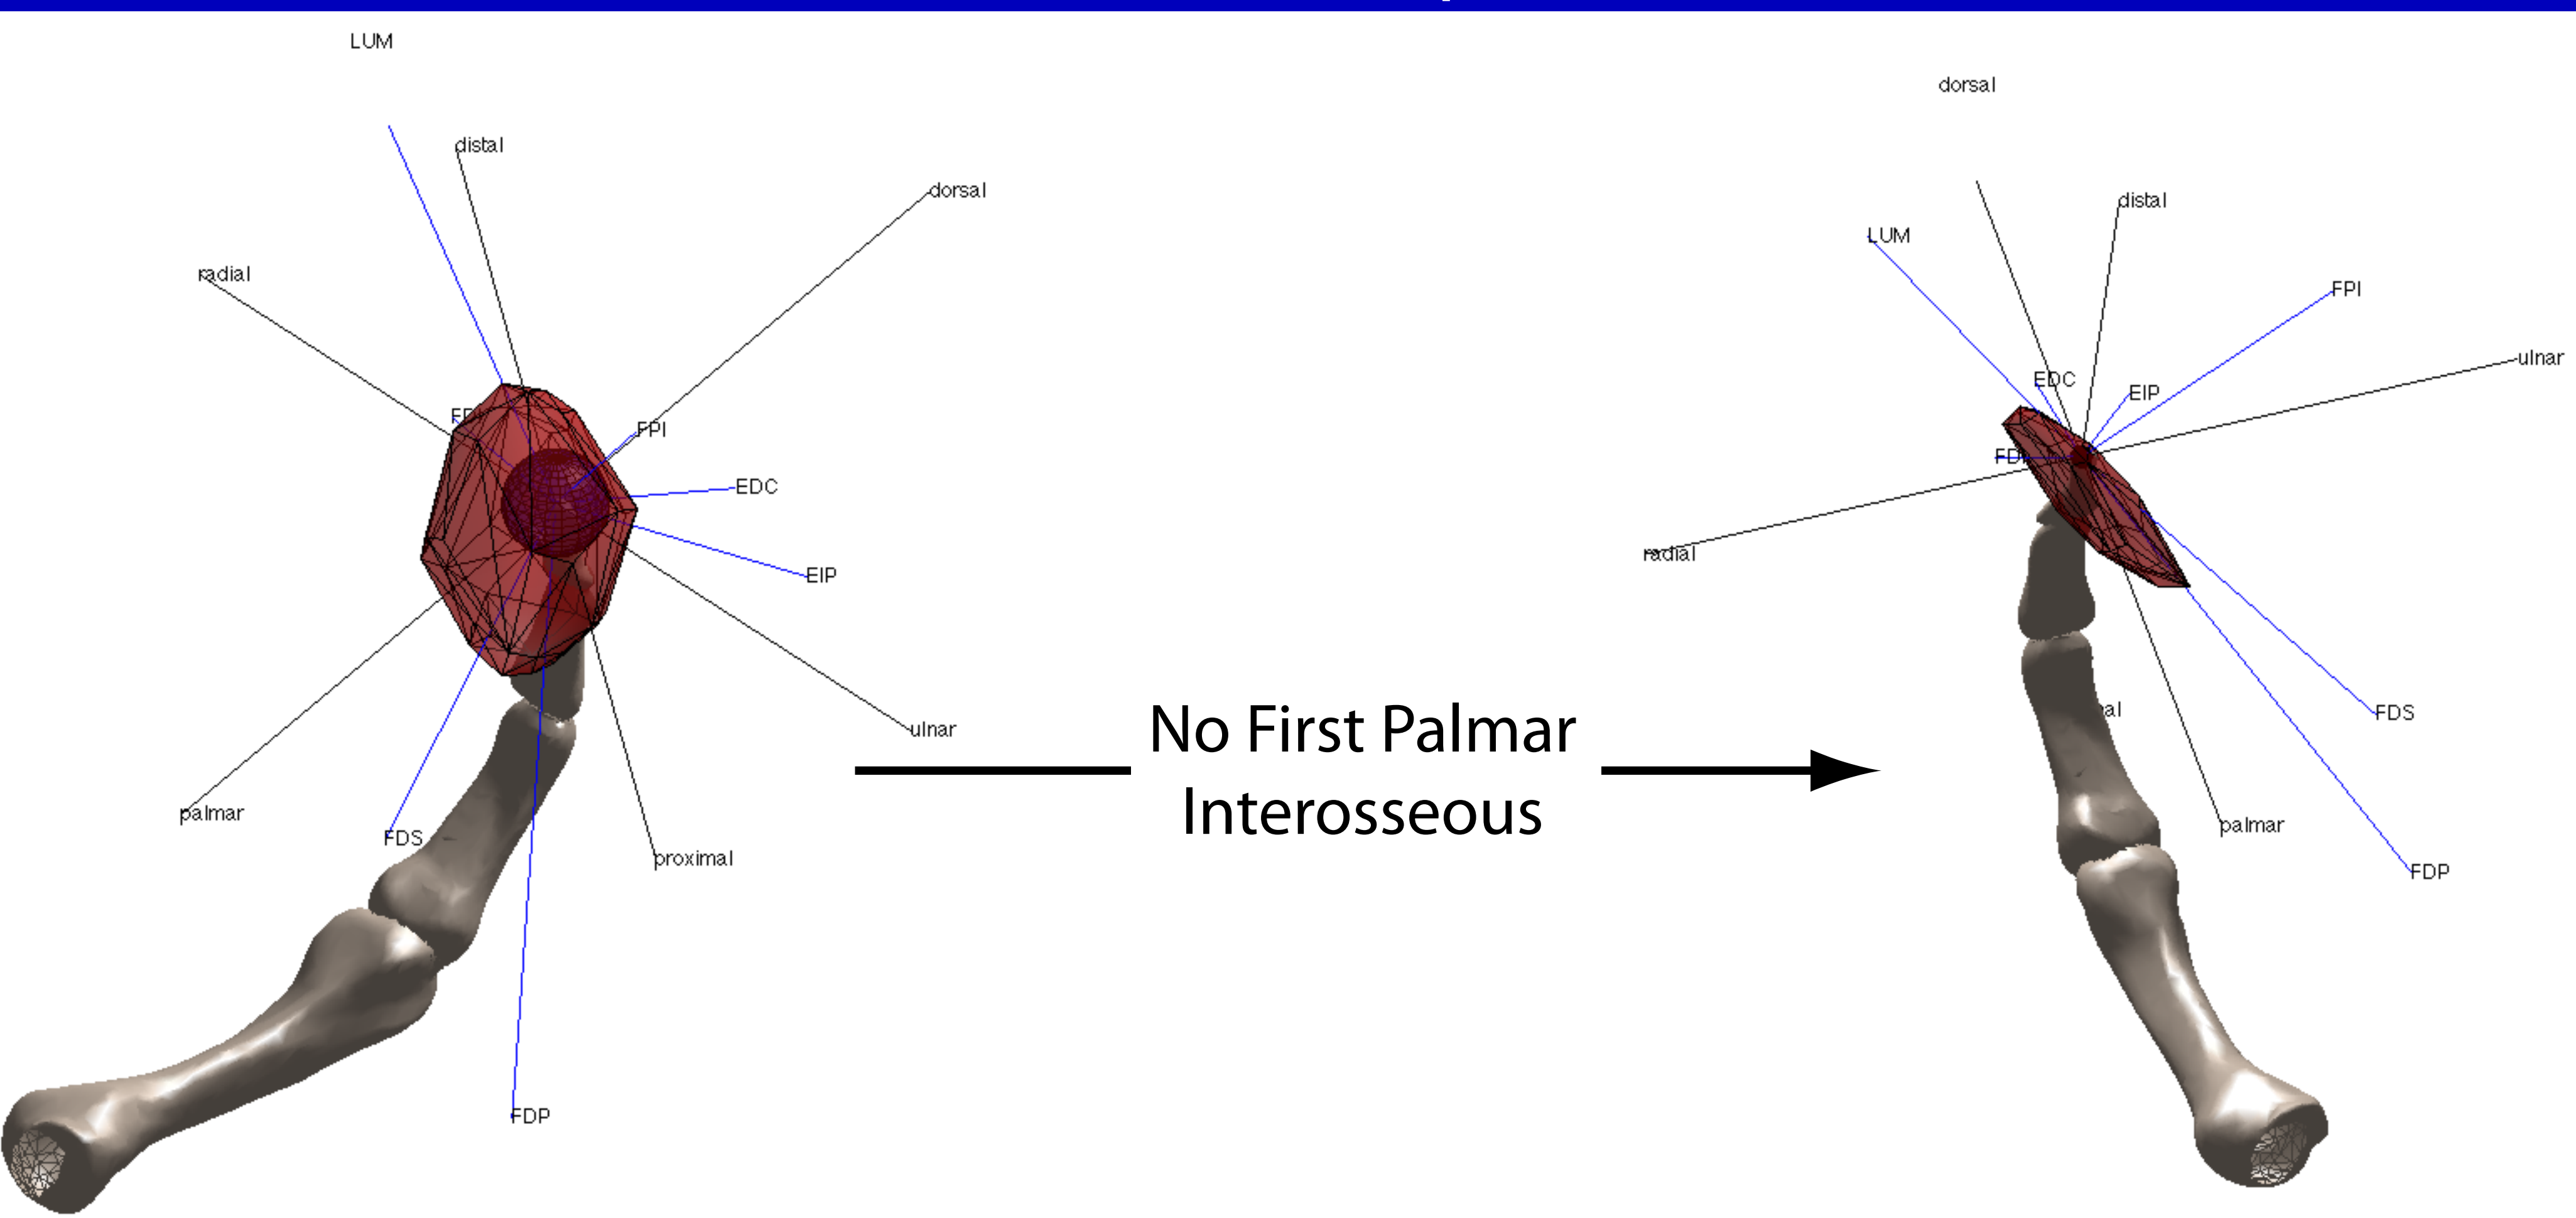 LUM
distal
dorsal
radial
FPI
EDC
EIP
ulnar
palmar
FDS
proximal
FDP
No First Palmar
Interosseous
dorsal
distal
LUM
FPI
ulnar
EDC
EIP
radial
FDS
palmar
FDP